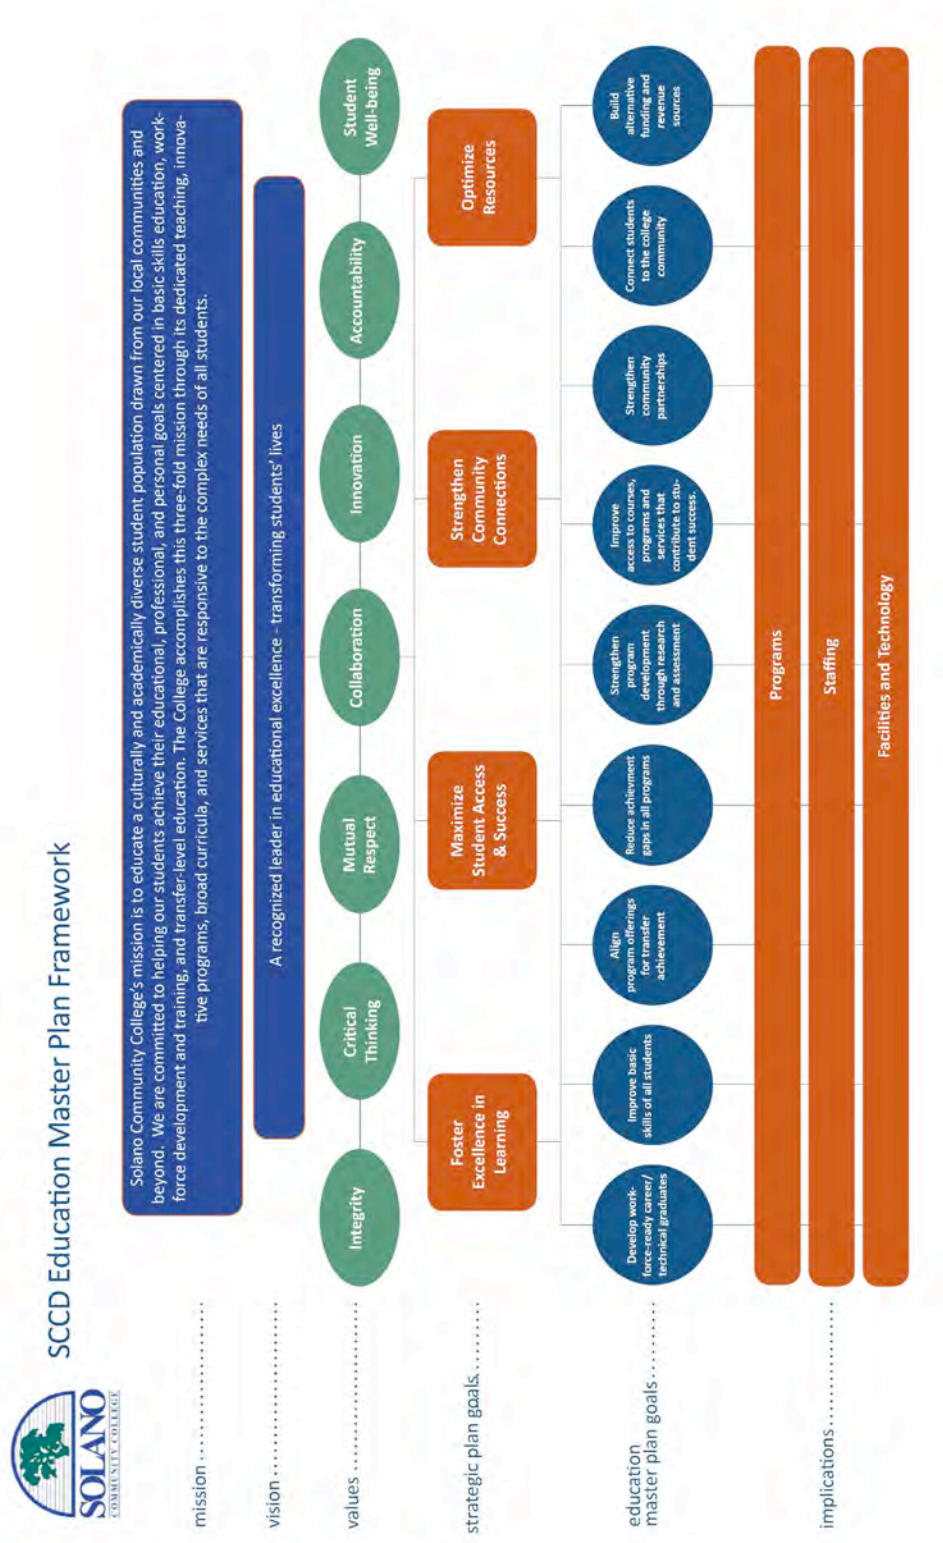 SOLANO
COMMUNITY COLLEGE
SCCD Education Master Plan Framework
mission
Solano Community College's mission is to educate a culturally and academically diverse student population drawn from our local communities and
beyond. We are committed to helping our students achieve their educational, professional, and personal goals centered in basic skills education, work-
force development and training, and transfer-level education. The College accomplishes this three-fold mission through its dedicated teaching, innova-
tive programs, broad curricula, and services that are responsive to the complex needs of all students.
vision
A recognized leader in educational excellence - transforming students' lives
values
Integrity
Critical
Thinking
Mutual
Respect
Collaboration
Innovation
Accountability
Student
Well-being
strategic plan goals
Foster
Excellence in
Learning
Maximize
Student Access
& Success
Strengthen
Community
Connections
Optimize
Resources
education
master plan goals
Develop work-
force-ready career/
technical graduates
Improve basic
skills of all students
Align
program offerings
for transfer
achievement
Reduce achievment
gaps in all programs
Strengthen
program
development
through research
and assessment
Improve
access to courses,
programs and
services that
contribute to stu-
dent success.
Strengthen
community
partnerships
Connect students
to the college
community
Build
alternative
funding and
revenue
sources
implications
Programs
Staffing
Facilities and Technology